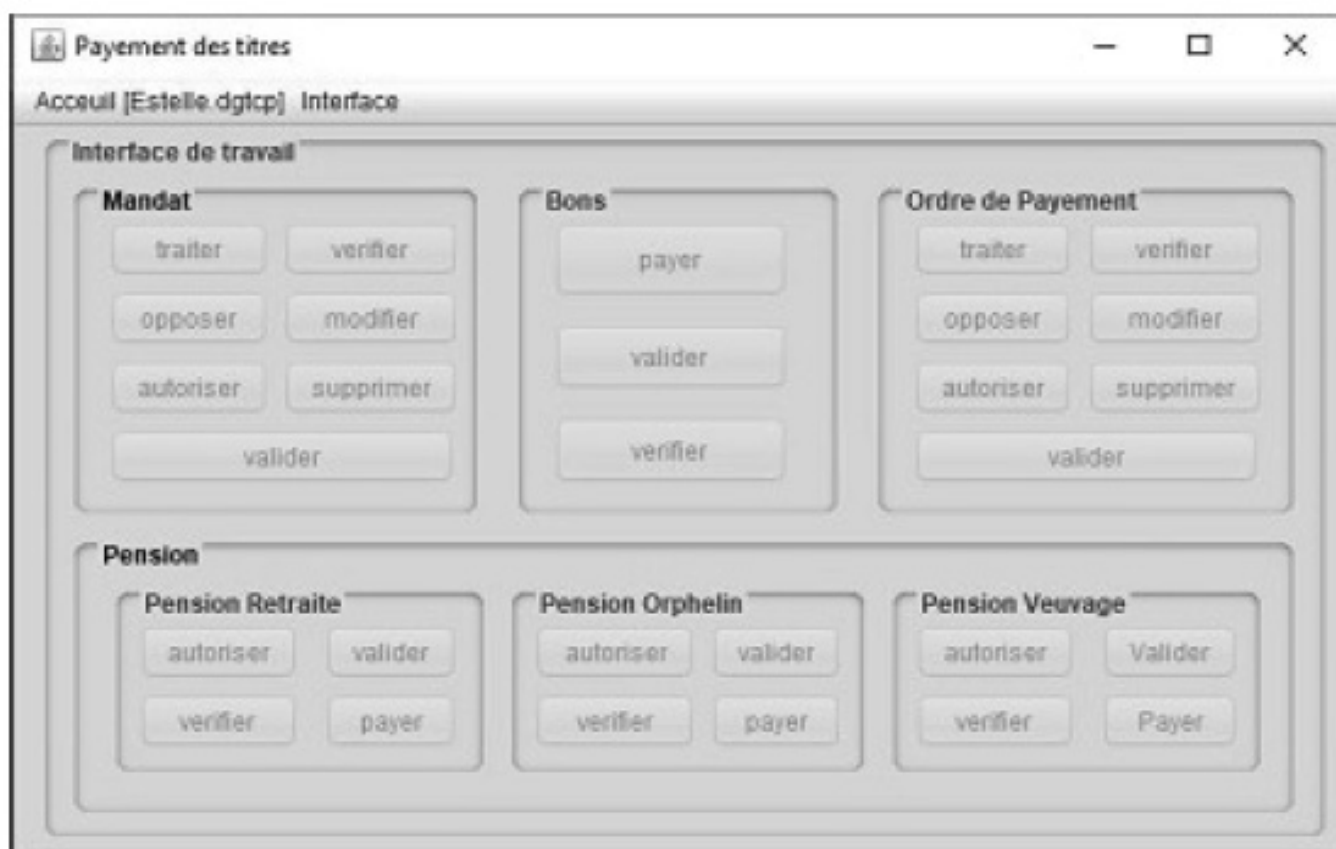 Payement des titres
Acceuil [Estelle.dgtcp] Interface
Interface de travail
Mandat Bons Ordre de Payement
traiter verifier payer traiter verifier
opposer modifier valider opposer modifier
autoriser supprimer verifier autoriser supprimer
valider valider
Pension
Pension Retraite Pension Orphelin Pension Veuvage
autoriser valider autoriser valider autoriser Valider
verifier payer verifier payer verifier Payer